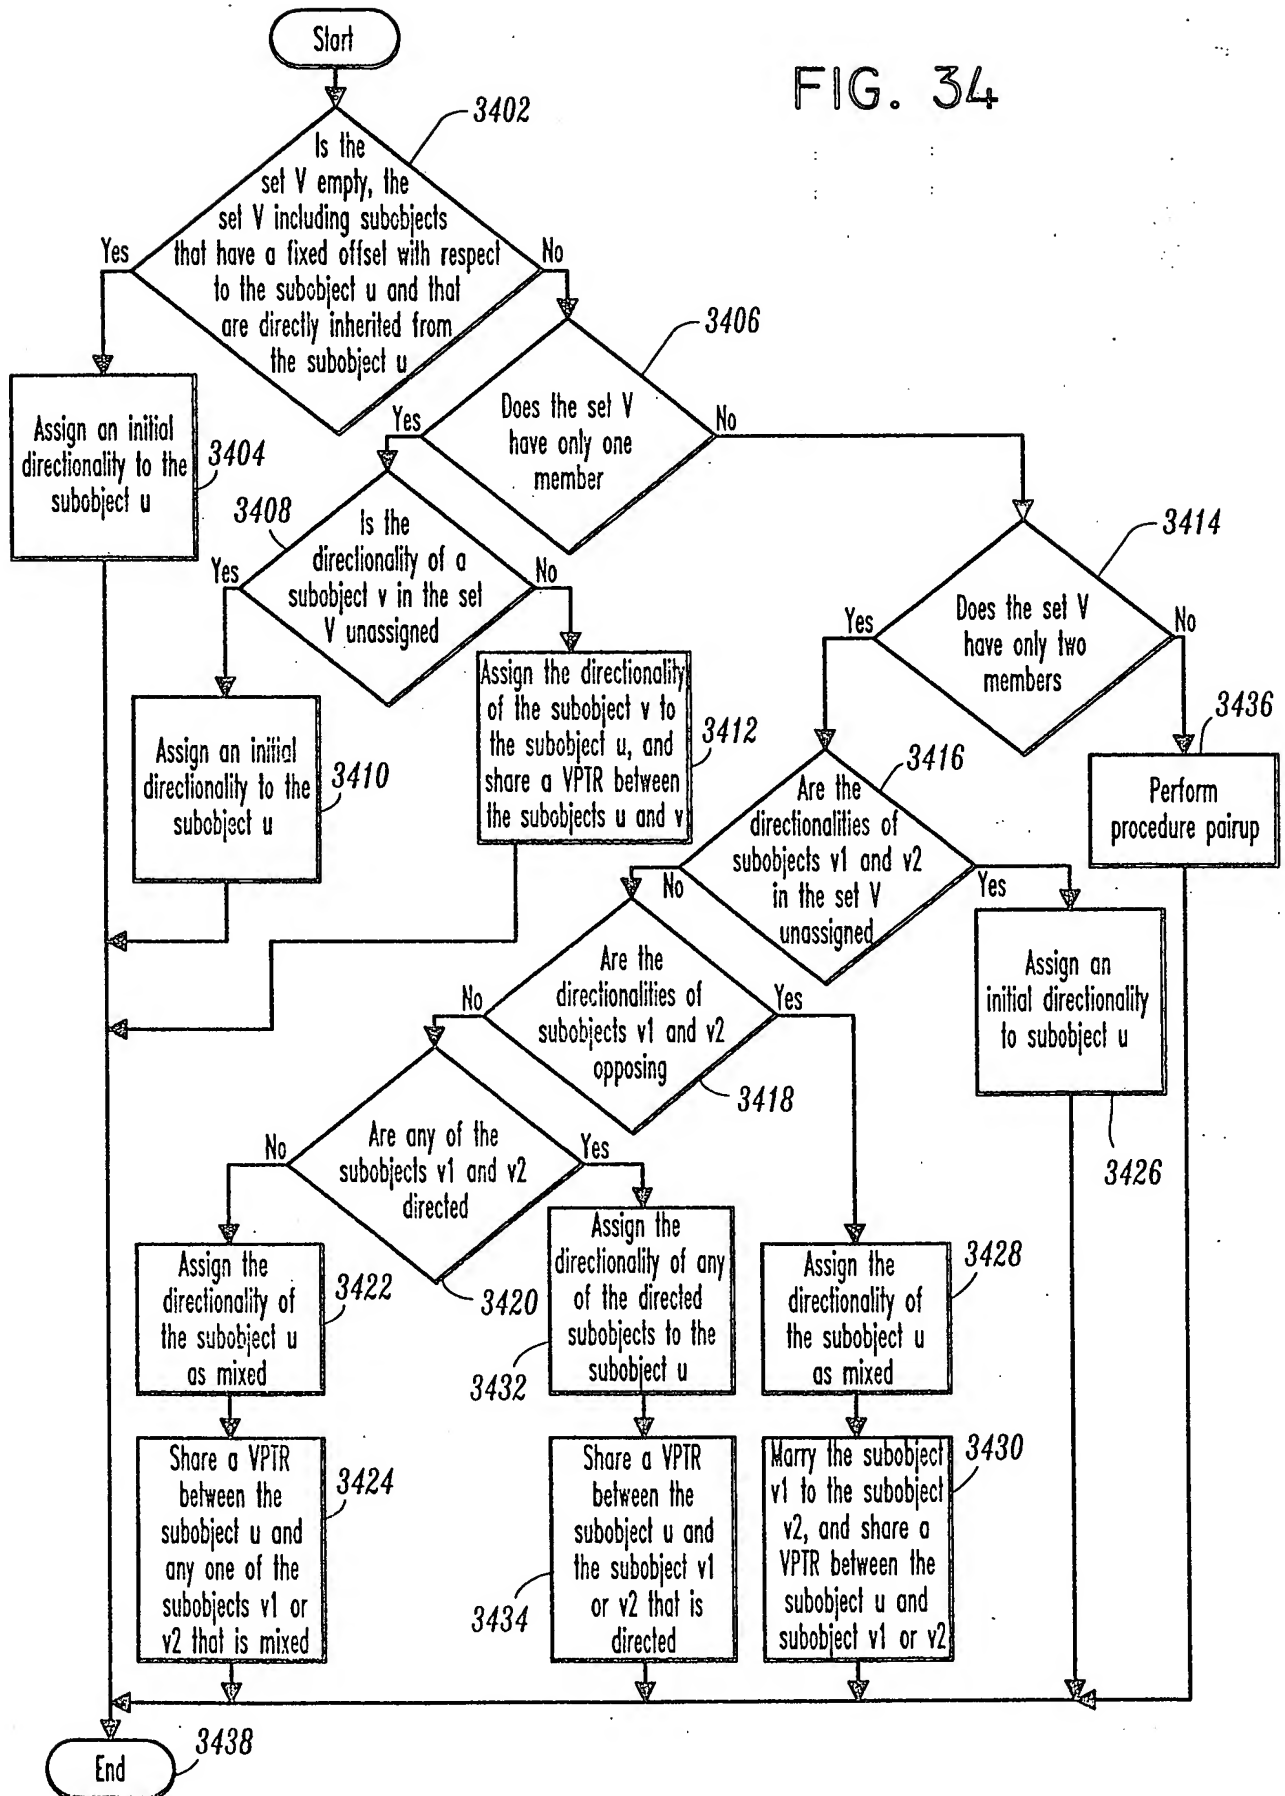 Start
FIG. 34
3402
Is the
set V empty, the
set V including subobjects
that have a fixed offset with respect
to the subobject u and that
are directly inherited from
the subobject u
Yes
No
3406
Does the set V
have only one
member
Yes
No
Assign an initial
directionality to the
subobject u
3404
3408
Is the
directionality of a
subobject v in the set
V unassigned
Yes
No
3414
Does the set V
have only two
members
Yes
No
Assign an initial
directionality to the
subobject u
3410
Assign the directionality
of the subobject v to
the subobject u, and
share a VPTR between
the subobjects u and v
3412
3416
Are the
directionalities of
subobjects v1 and v2
in the set V
unassigned
No
Yes
3436
Perform
procedure pairup
Are the
directionalities of
subobjects v1 and v2
opposing
No
Yes
3418
Assign an
initial directionality
to subobject u
3426
Are any of the
subobjects v1 and v2
directed
No
Yes
3420
Assign the
directionality of
the subobject u
as mixed
3422
Assign the
directionality of any
of the directed
subobjects to the
subobject u
3432
Assign the
directionality of
the subobject u
as mixed
3428
Share a VPTR
between the
subobject u and
any one of the
subobjects v1 or
v2 that is mixed
3424
Share a VPTR
between the
subobject u and
the subobject v1
or v2 that is
directed
3434
Marry the subobject
v1 to the subobject
v2, and share a
VPTR between the
subobject u and
subobject v1 or v2
3430
End
3438